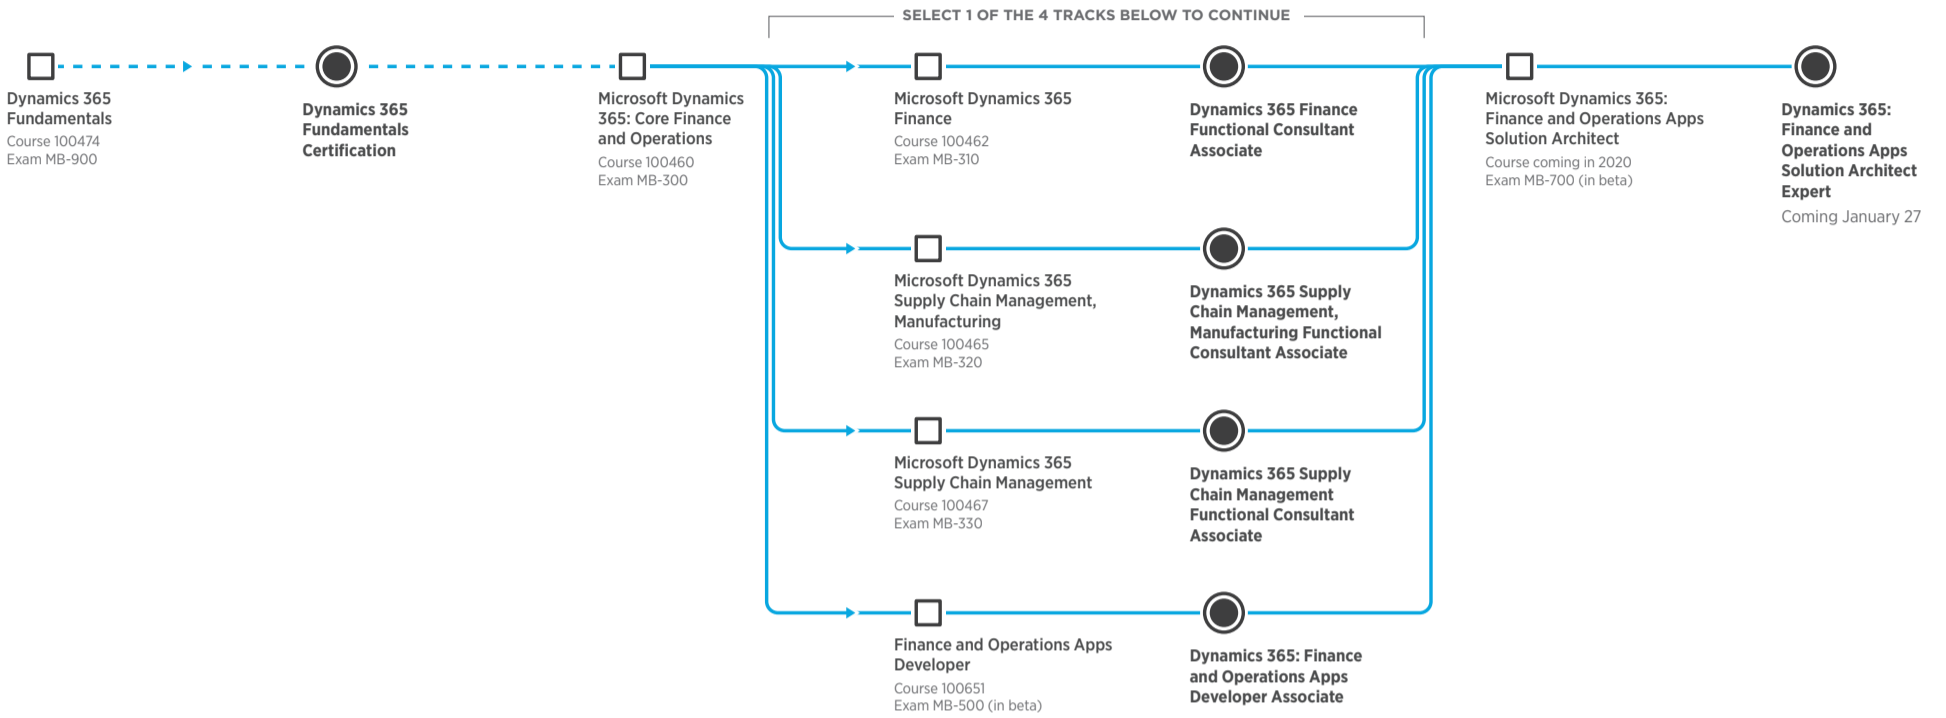 SELECT 1 OF THE 4 TRACKS BELOW TO CONTINUE
Dynamics 365
Fundamentals
Course 100474
Exam MB-900
Dynamics 365
Fundamentals
Certification
Microsoft Dynamics
365: Core Finance
and Operations
Course 100460
Exam MB-300
Microsoft Dynamics 365
Finance
Course 100462
Exam MB-310
Dynamics 365 Finance
Functional Consultant
Associate
Microsoft Dynamics 365:
Finance and Operations Apps
Solution Architect
Course coming in 2020
Exam MB-700 (in beta)
Dynamics 365:
Finance and
Operations Apps
Solution Architect
Expert
Coming January 27
Microsoft Dynamics 365
Supply Chain Management,
Manufacturing
Course 100465
Exam MB-320
Dynamics 365 Supply
Chain Management,
Manufacturing Functional
Consultant Associate
Microsoft Dynamics 365
Supply Chain Management
Course 100467
Exam MB-330
Dynamics 365 Supply
Chain Management
Functional Consultant
Associate
Finance and Operations Apps
Developer
Course 100651
Exam MB-500 (in beta)
Dynamics 365: Finance
and Operations Apps
Developer Associate